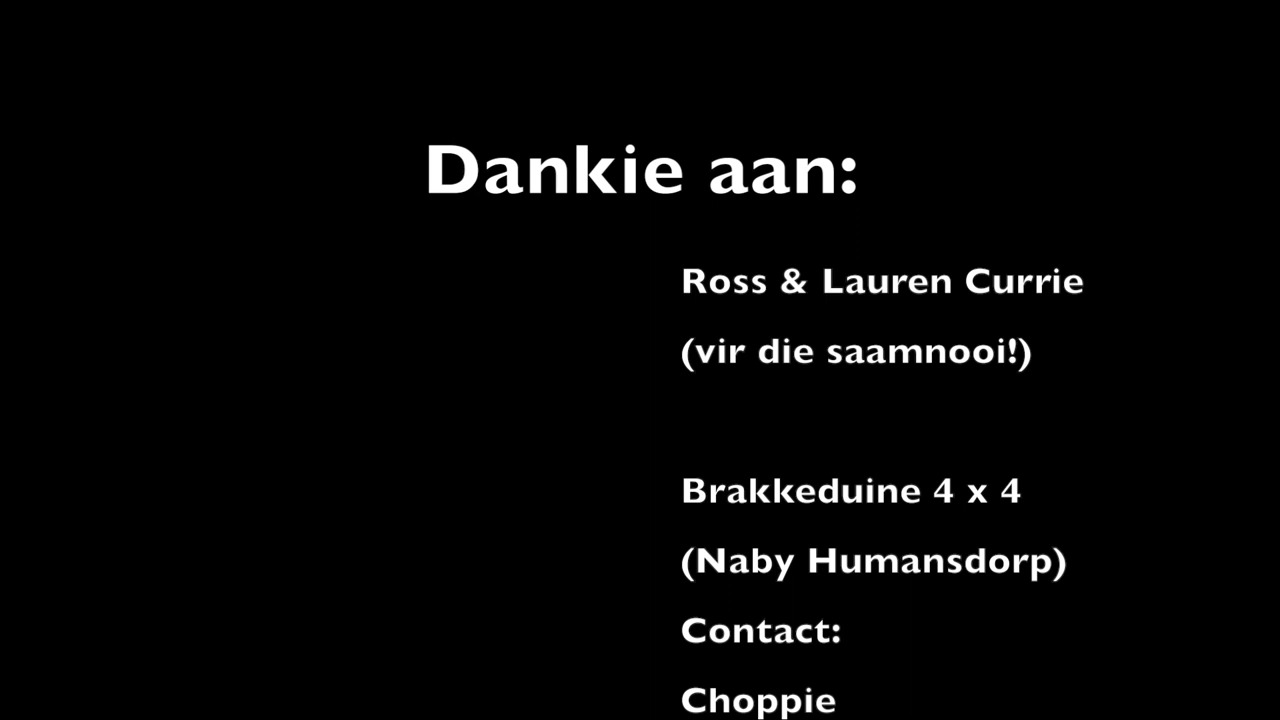 Dankie aan:
Ross & Lauren Currie
(vir die saamnooi!)
Brakkeduine 4 x 4
(Naby Humansdorp)
Contact:
Choppie